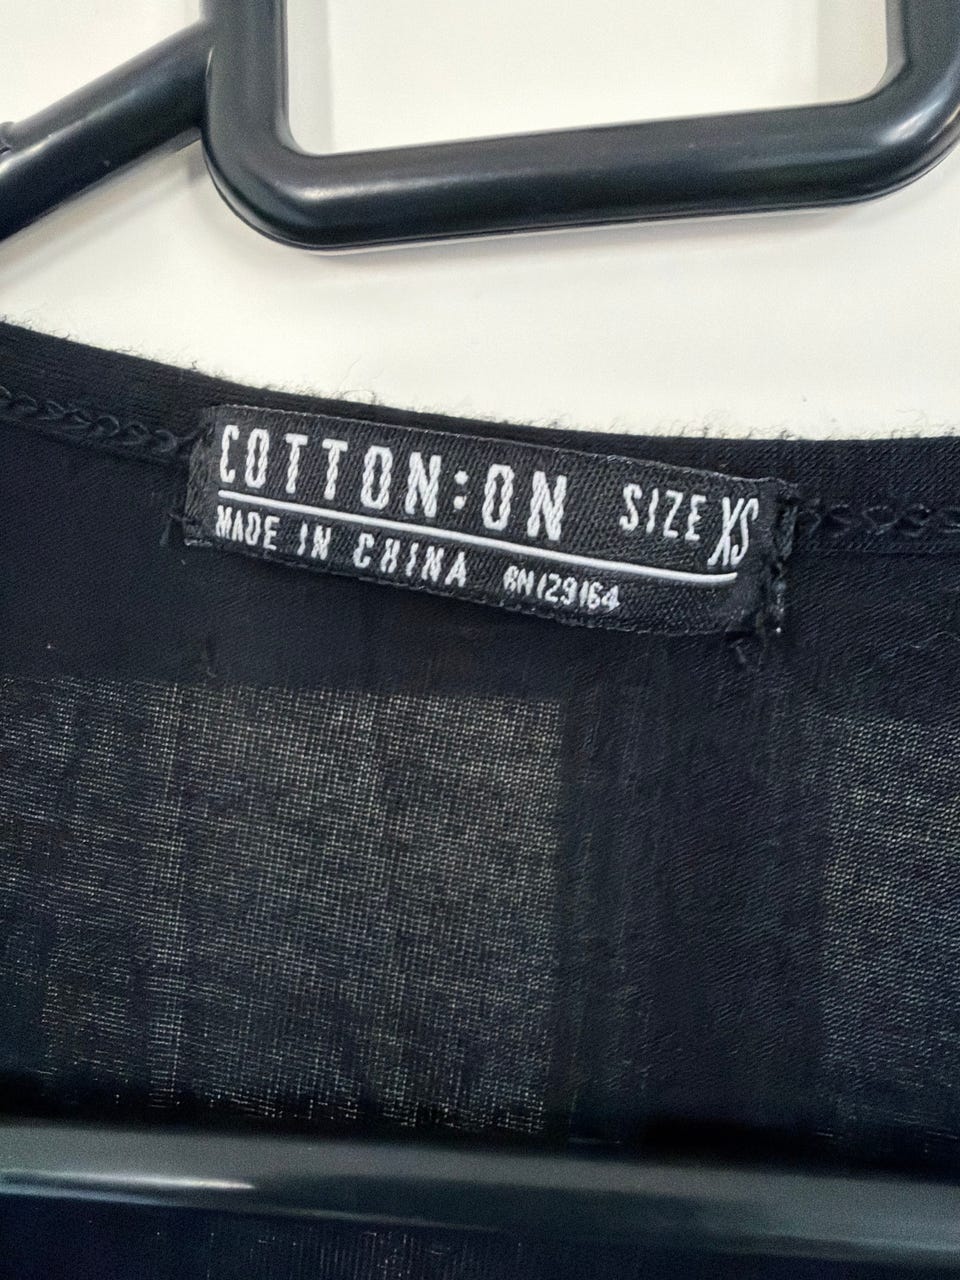 COTTON:ON SIZE XS
MADE IN CHINA RN129164